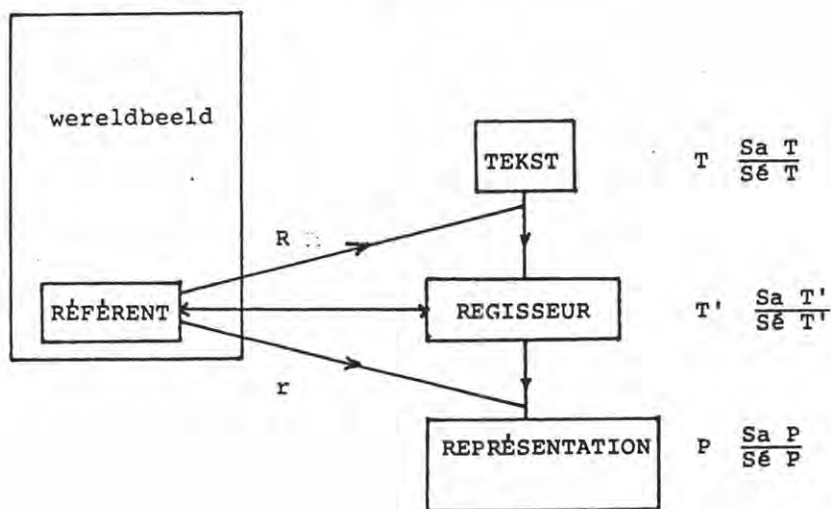 wereldbeeld
TEKST
T Sa T
Sé T
R
RÉFÉRENT
REGISSEUR
T' Sa T'
Sé T'
r
REPRÉSENTATION
P Sa P
Sé P